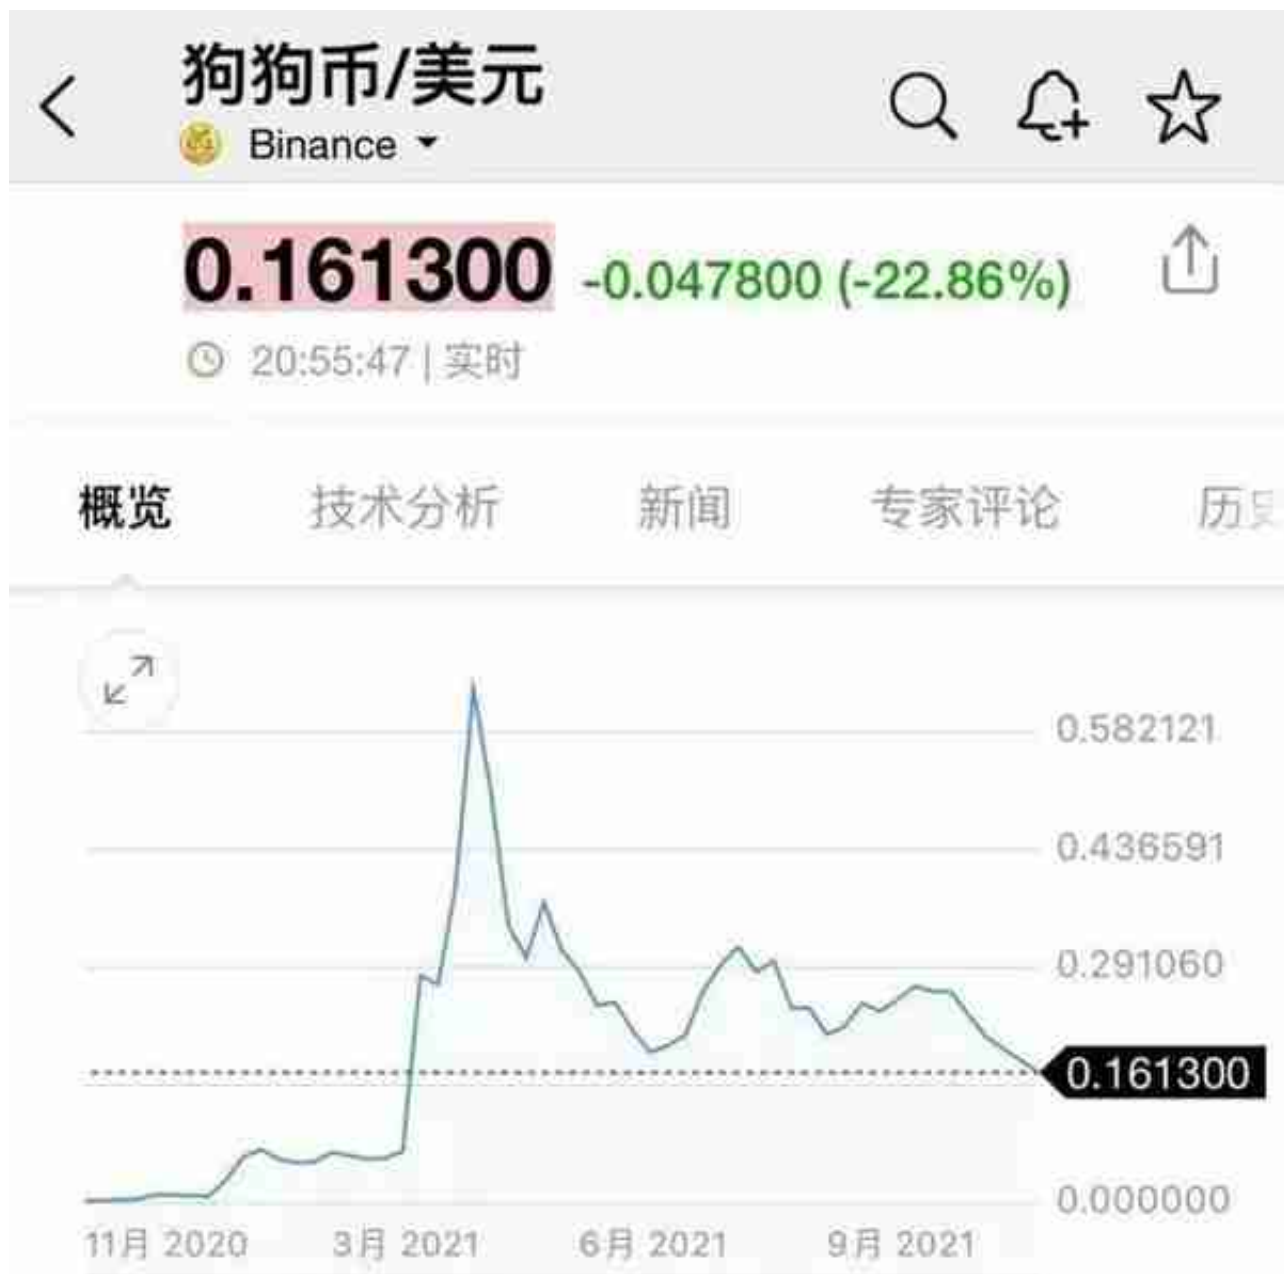 狗狗币/美元
Binance
0.161300 -0.047800 (-22.86%)
20:55:47 | 实时
概览 技术分析 新闻 专家评论 历史
0.582121
0.436591
0.291060
0.161300
0.000000
11月 2020 3月 2021 6月 2021 9月 2021